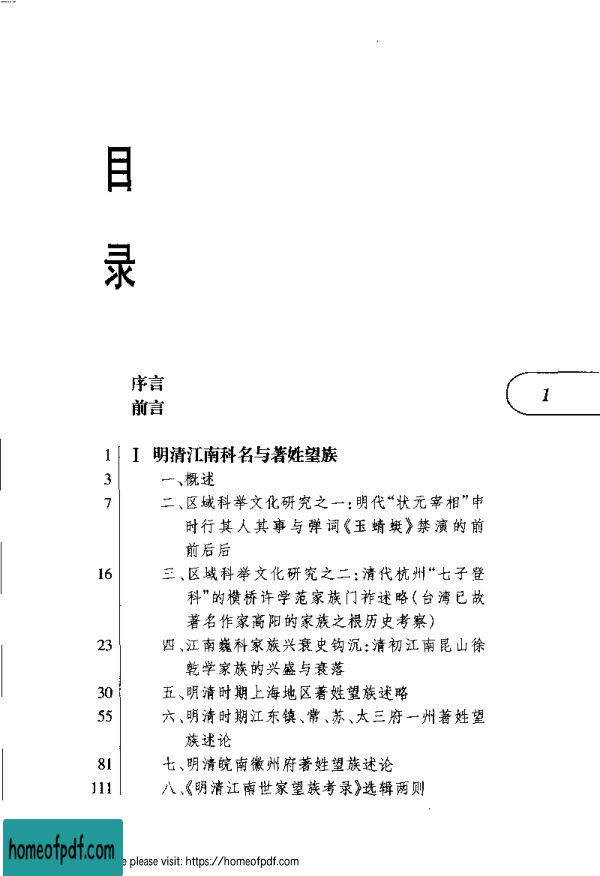 目
录
序言
前言
1
1 Ⅰ 明清江南科名与著姓望族
3 一、概述
7 二、区域科举文化研究之一:明代“状元宰相”申
时行其人其事与弹词《玉蜻蜓》禁演的前
前后后
16 三、区域科举文化研究之二:清代杭州“七子登
科”的横桥许学范家族门祚述略(台湾已故
著名作家高阳的家族之根历史考察)
23 四、江南巍科家族兴衰史钩沉:清初江南昆山徐
乾学家族的兴盛与衰落
30 五、明清时期上海地区著姓望族述略
55 六、明清时期江东镇、常、苏、太三府一州著姓望
族述论
81 七、明清皖南徽州府著姓望族述论
111 八、《明清江南世家望族考录》选辑两则
homeofpdf.com
e please visit: https://homeofpdf.com